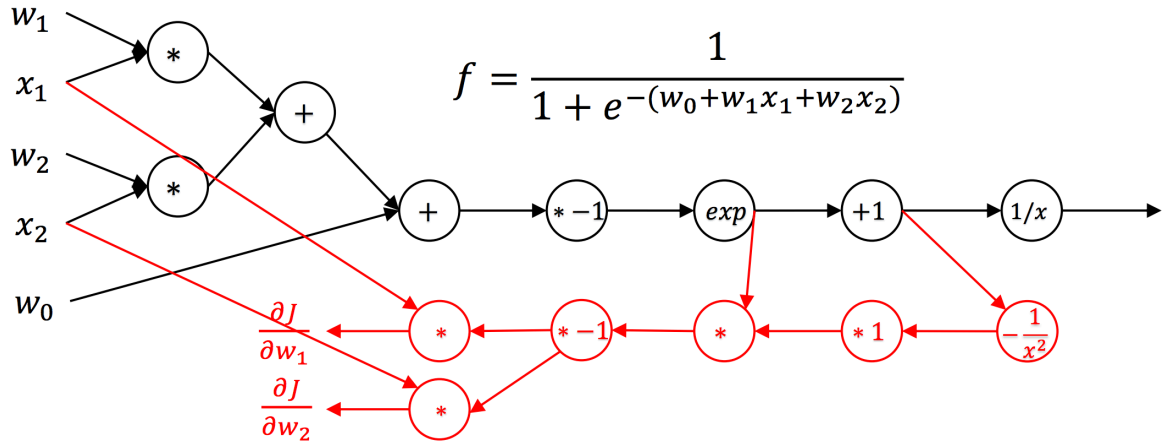 w₁
*
x₁
f = 1 / (1 + e^−(w₀+w₁x₁+w₂x₂))
+
w₂
*
x₂
+
* −1
exp
+1
1/x
w₀
∂J/∂w₁
*
* −1
*
* 1
−1/x²
∂J/∂w₂
*